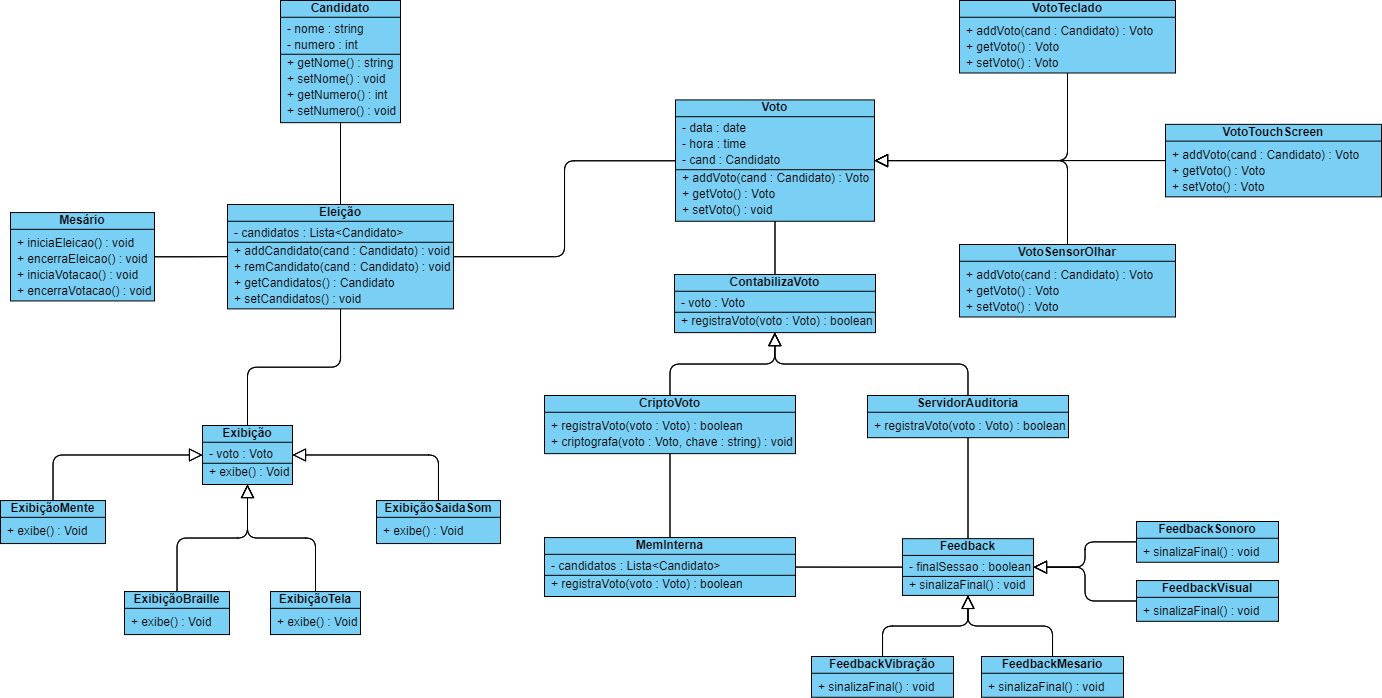 Candidato
- nome : string
- numero : int
+ getNome() : string
+ setNome() : void
+ getNumero() : int
+ setNumero() : void
VotoTeclado
+ addVoto(cand : Candidato) : Voto
+ getVoto() : Voto
+ setVoto() : Voto
Voto
- data : date
- hora : time
- cand : Candidato
+ addVoto(cand : Candidato) : Voto
+ getVoto() : Voto
+ setVoto() : void
VotoTouchScreen
+ addVoto(cand : Candidato) : Voto
+ getVoto() : Voto
+ setVoto() : Voto
Mesário
+ iniciaEleicao() : void
+ encerraEleicao() : void
+ iniciaVotacao() : void
+ encerraVotacao() : void
Eleição
- candidatos : Lista<Candidato>
+ addCandidato(cand : Candidato) : void
+ remCandidato(cand : Candidato) : void
+ getCandidatos() : Candidato
+ setCandidatos() : void
VotoSensorOlhar
+ addVoto(cand : Candidato) : Voto
+ getVoto() : Voto
+ setVoto() : Voto
ContabilizaVoto
- voto : Voto
+ registraVoto(voto : Voto) : boolean
CriptoVoto
+ registraVoto(voto : Voto) : boolean
+ criptografa(voto : Voto, chave : string) : void
ServidorAuditoria
+ registraVoto(voto : Voto) : boolean
Exibição
- voto : Voto
+ exibe() : Void
ExibiçãoMente
+ exibe() : Void
ExibiçãoSaidaSom
+ exibe() : Void
ExibiçãoBraille
+ exibe() : Void
ExibiçãoTela
+ exibe() : Void
MemInterna
- candidatos : Lista<Candidato>
+ registraVoto(voto : Voto) : boolean
Feedback
- finalSessao : boolean
+ sinalizaFinal() : void
FeedbackSonoro
+ sinalizaFinal() : void
FeedbackVisual
+ sinalizaFinal() : void
FeedbackVibração
+ sinalizaFinal() : void
FeedbackMesario
+ sinalizaFinal() : void